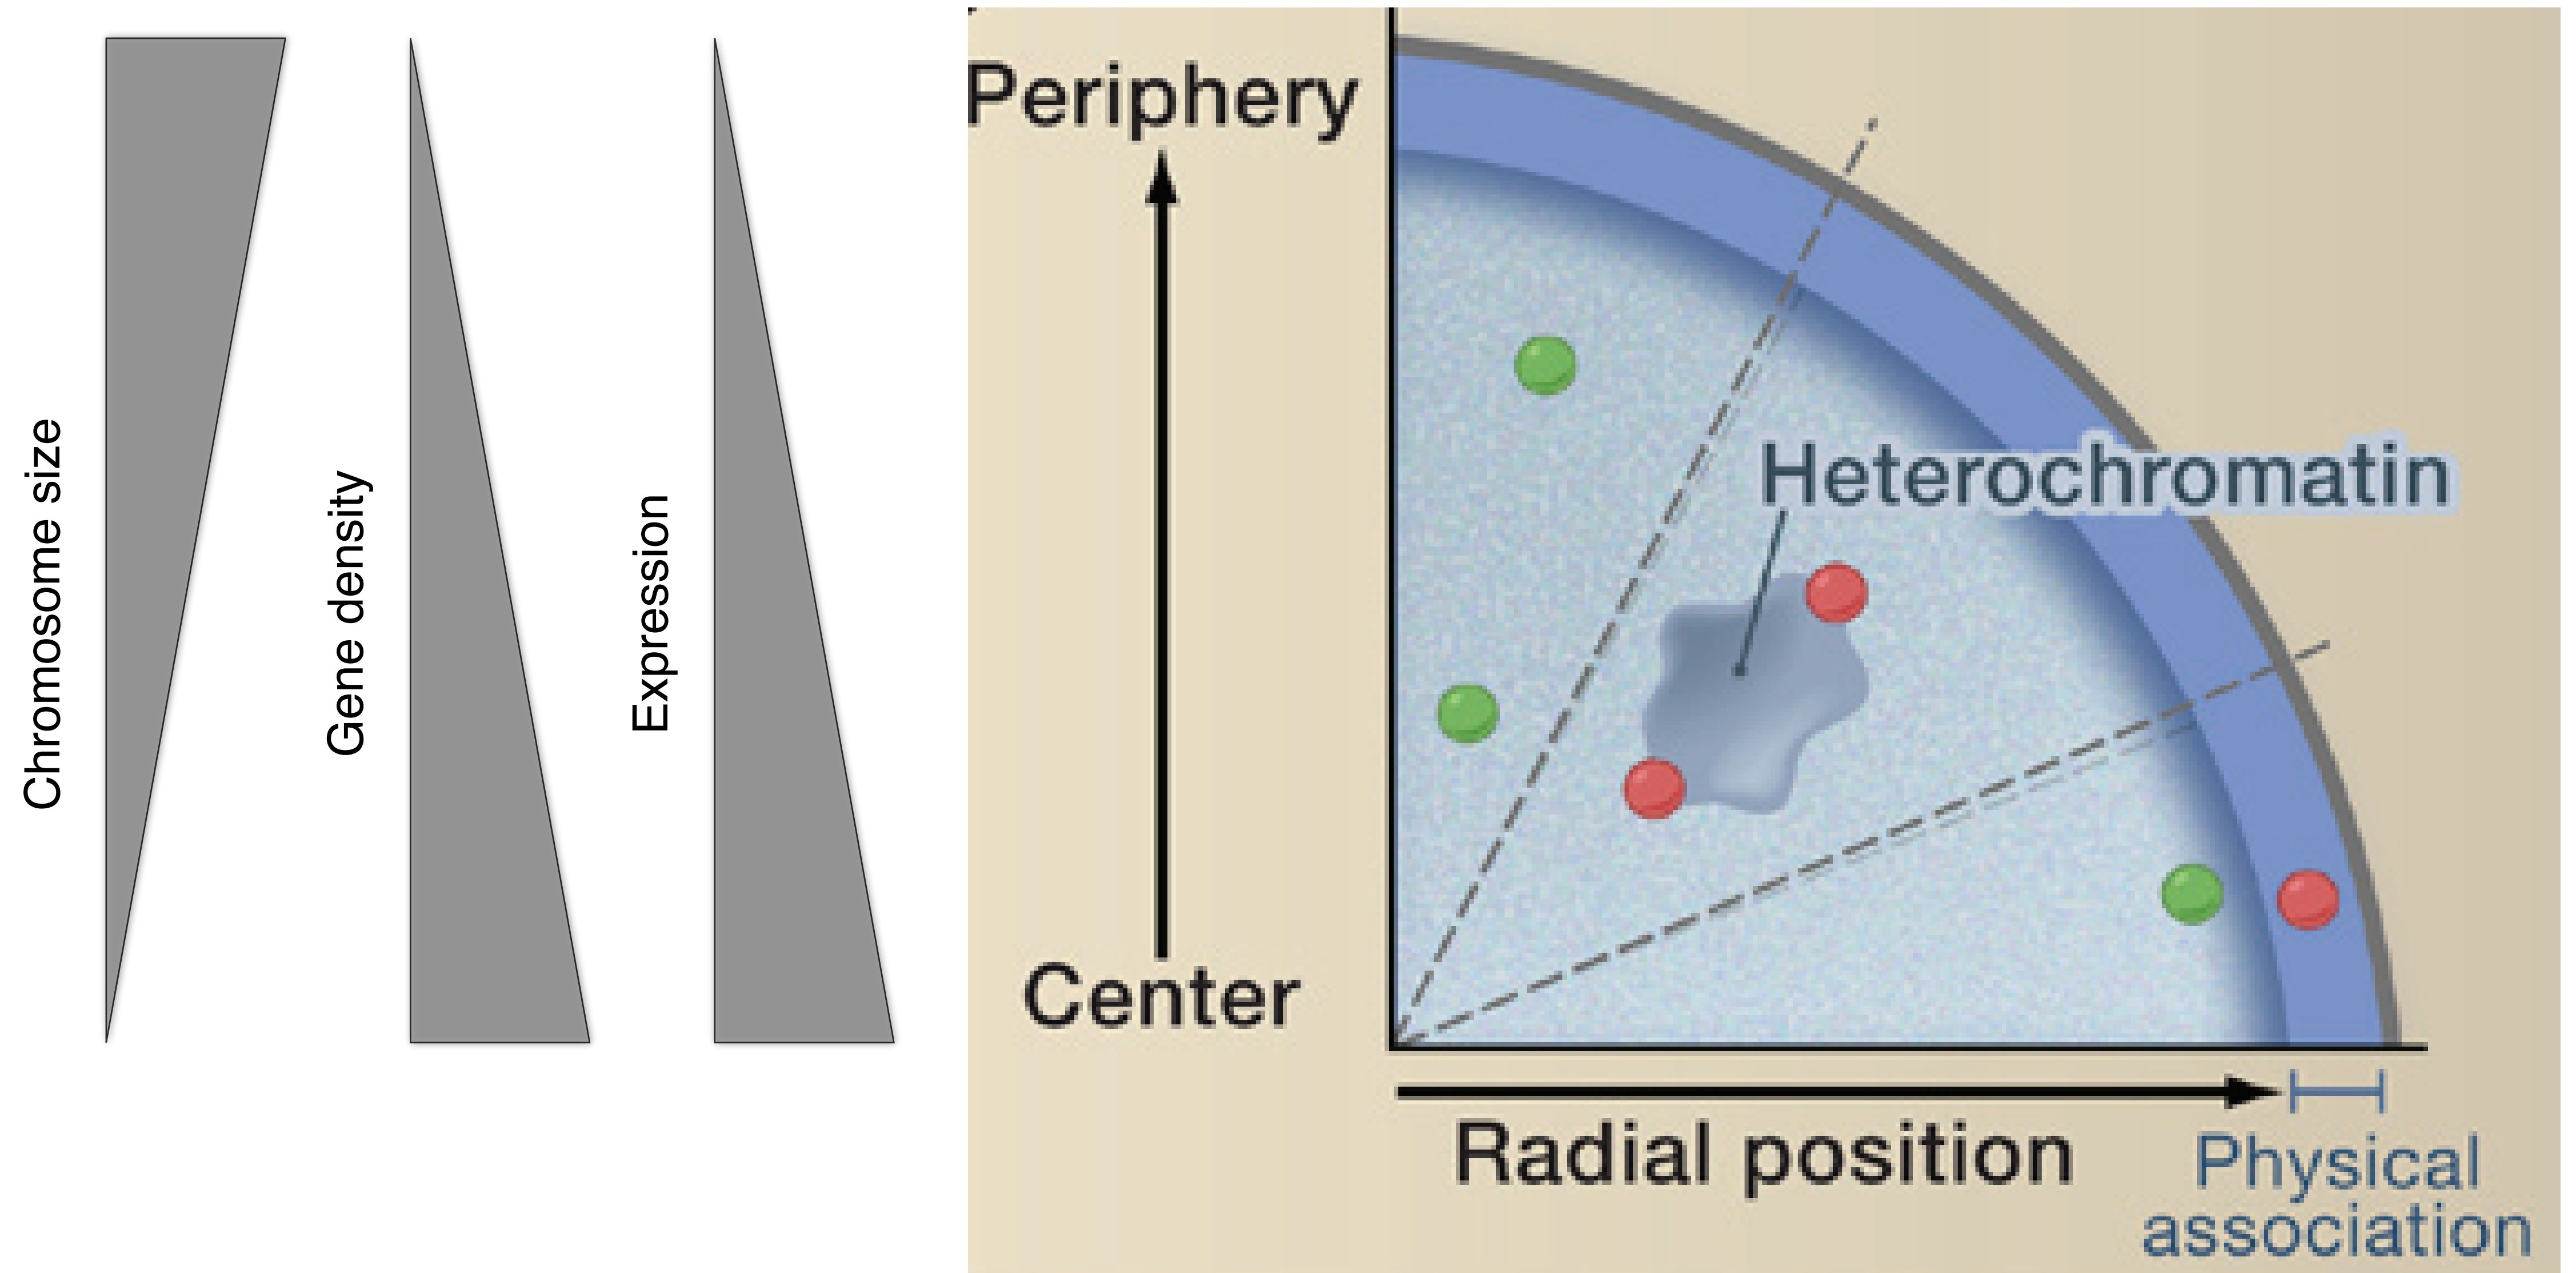 Chromosome size
Gene density
Expression
Periphery
Center
Heterochromatin
Radial position
Physical
association